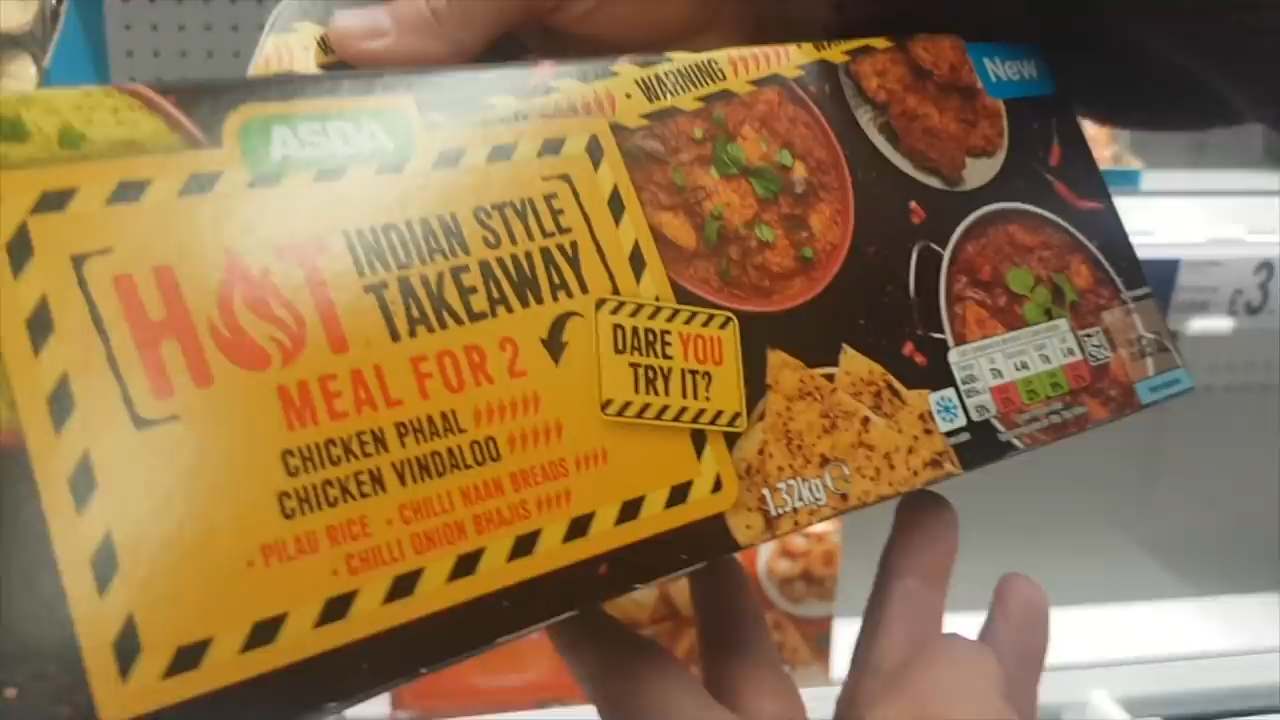 WARNING
New
ASDA
HOT
INDIAN STYLE
TAKEAWAY
MEAL FOR 2
DARE YOU
TRY IT?
CHICKEN PHAAL
CHICKEN VINDALOO
· PILAU RICE · CHILLI NAAN BREADS
· CHILLI ONION BHAJIS
1.32kg℮
£3